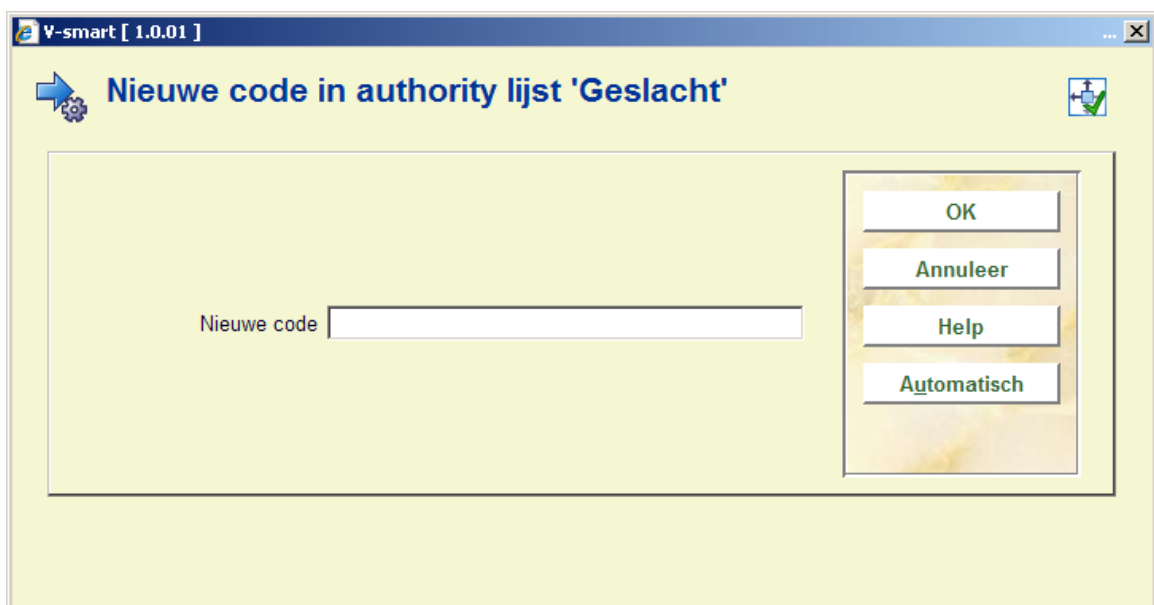 V-smart [ 1.0.01 ]
...
Nieuwe code in authority lijst 'Geslacht'
OK
Annuleer
Nieuwe code
Help
Automatisch